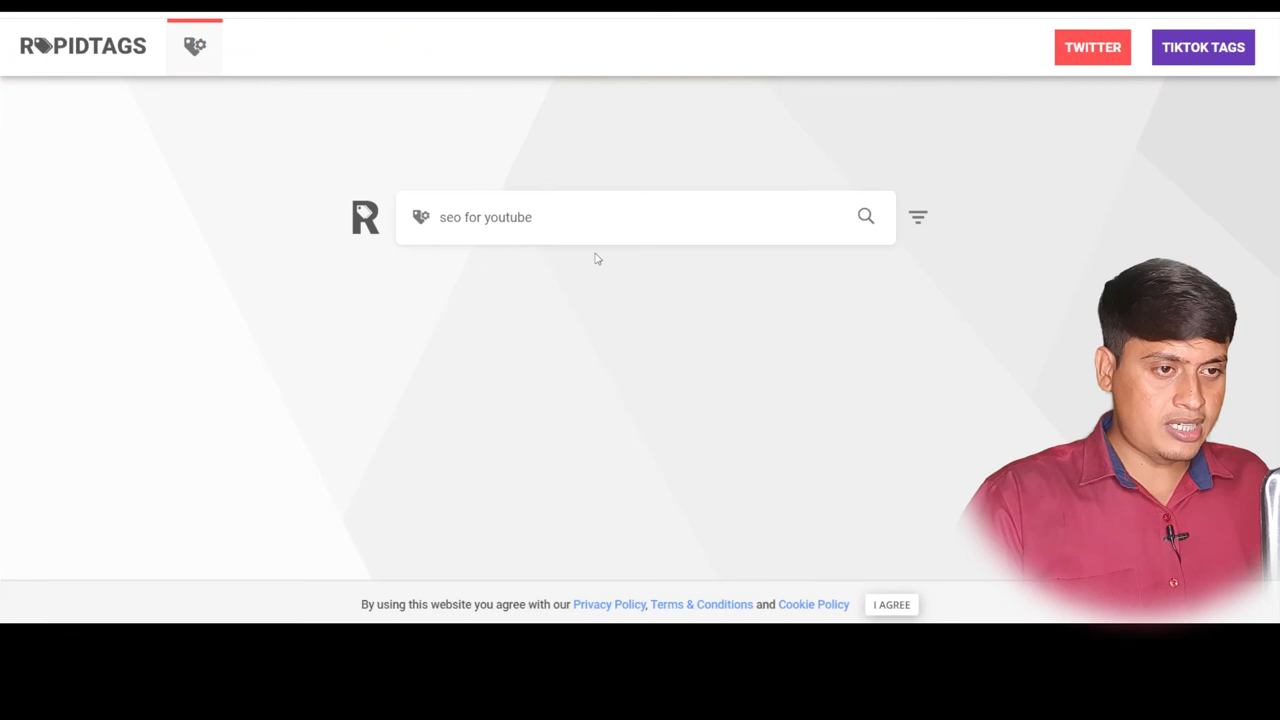 RAPIDTAGS
TWITTER
TIKTOK TAGS
R
seo for youtube
By using this website you agree with our Privacy Policy, Terms & Conditions and Cookie Policy
I AGREE